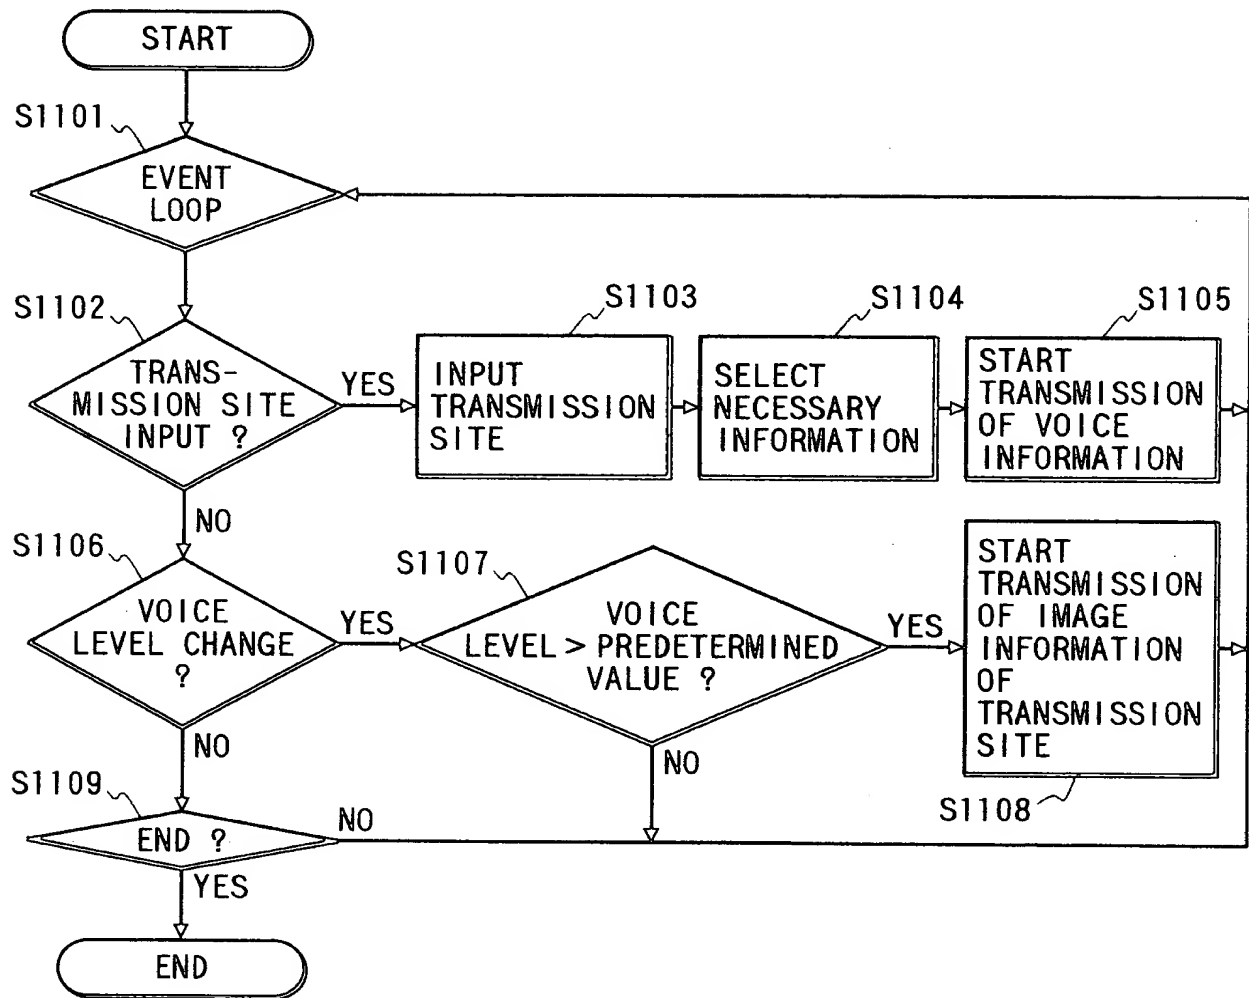 START
S1101
EVENT
LOOP
S1102
TRANS-
MISSION SITE
INPUT ?
YES
S1103
INPUT
TRANSMISSION
SITE
S1104
SELECT
NECESSARY
INFORMATION
S1105
START
TRANSMISSION
OF VOICE
INFORMATION
NO
S1106
VOICE
LEVEL CHANGE
?
YES
S1107
VOICE
LEVEL > PREDETERMINED
VALUE ?
YES
START
TRANSMISSION
OF IMAGE
INFORMATION
OF
TRANSMISSION
SITE
S1108
NO
NO
S1109
END ?
NO
YES
END